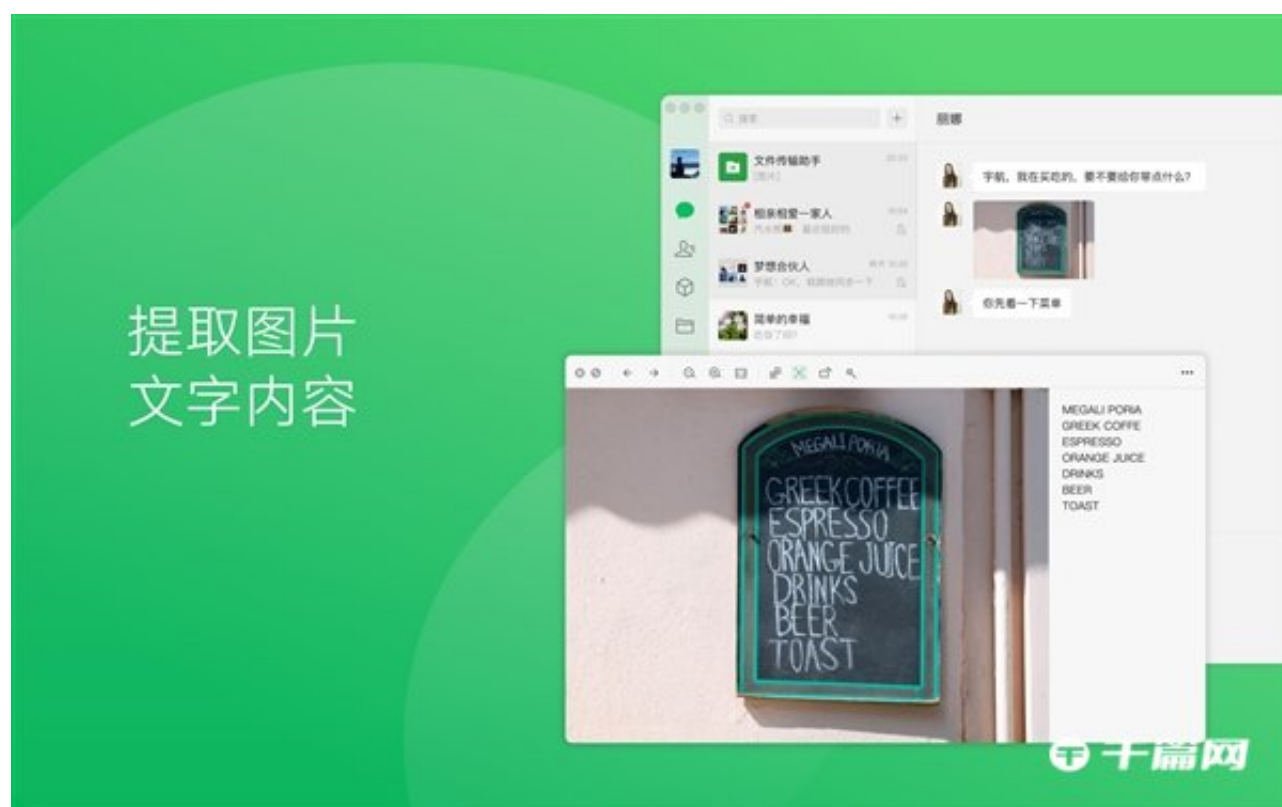 提取图片
文字内容
搜索
丽娜
文件传输助手
[图片]
相亲相爱一家人
梦想合伙人
简单的幸福
宇航，我在买吃的，要不要给你带点什么？
你先看一下菜单
MEGALI PORIA
GREEK COFFEE
ESPRESSO
ORANGE JUICE
DRINKS
BEER
TOAST
MEGALI PORIA
GREEK COFFE
ESPRESSO
ORANGE JUICE
DRINKS
BEER
TOAST
千篇网